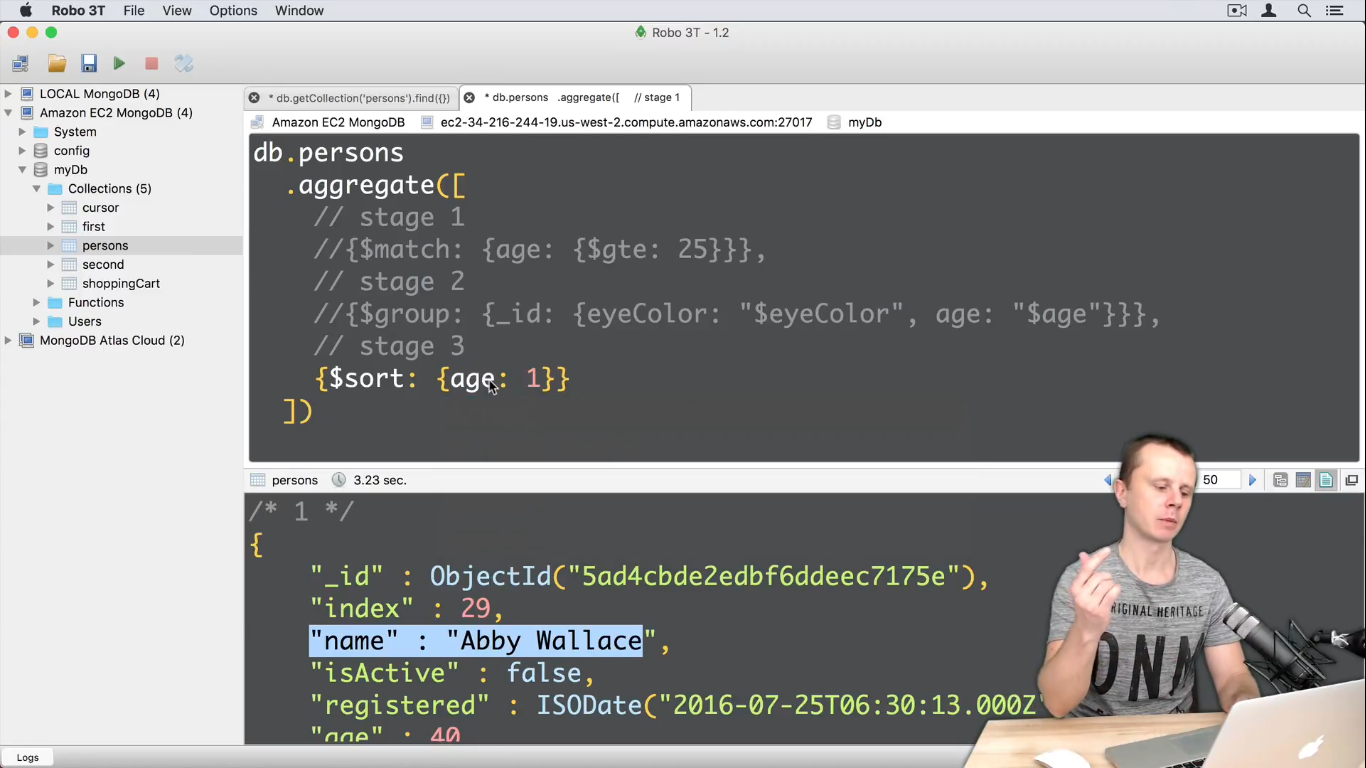 Robo 3T File View Options Window
Robo 3T - 1.2
LOCAL MongoDB (4)
Amazon EC2 MongoDB (4)
System
config
myDb
Collections (5)
cursor
first
persons
second
shoppingCart
Functions
Users
MongoDB Atlas Cloud (2)
* db.getCollection('persons').find({}) * db.persons .aggregate([ // stage 1
Amazon EC2 MongoDB ec2-34-216-244-19.us-west-2.compute.amazonaws.com:27017 myDb
db.persons
.aggregate([
// stage 1
//{$match: {age: {$gte: 25}}},
// stage 2
//{$group: {_id: {eyeColor: "$eyeColor", age: "$age"}}},
// stage 3
{$sort: {age: 1}}
])
persons 3.23 sec. 50
/* 1 */
{
"_id" : ObjectId("5ad4cbde2edbf6ddeec7175e"),
"index" : 29,
"name" : "Abby Wallace",
"isActive" : false,
"registered" : ISODate("2016-07-25T06:30:13.000Z
"age" : 40
ORIGINAL HERITAGE
Logs